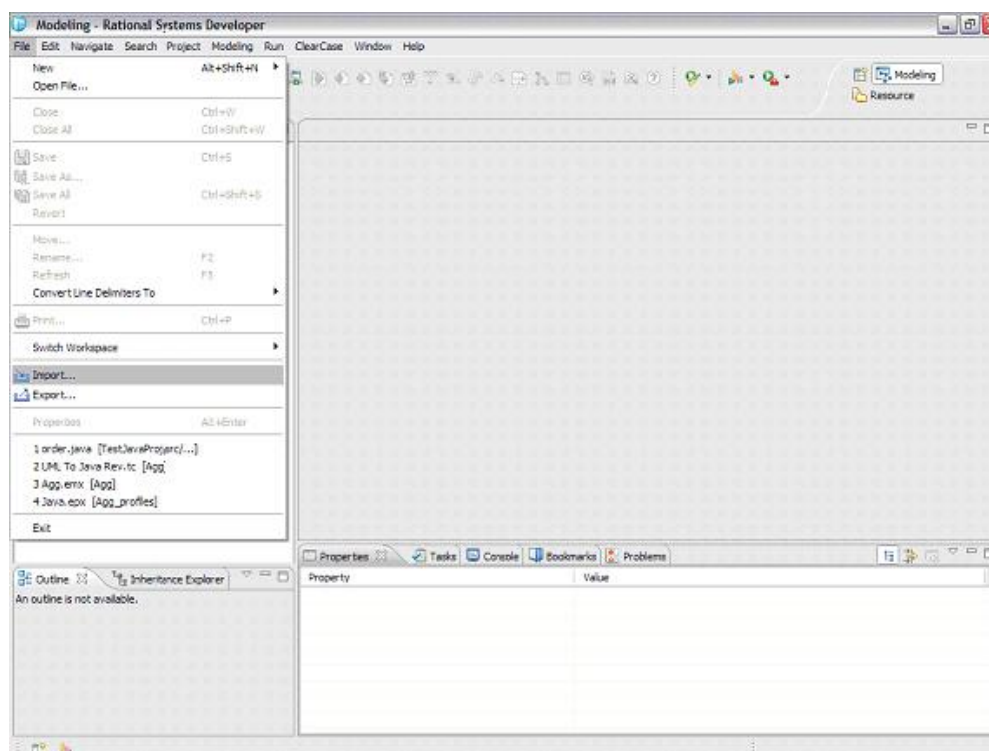 Modeling - Rational Systems Developer
File Edit Navigate Search Project Modeling Run ClearCase Window Help
New Alt+Shift+N
Open File...
Close Ctrl+W
Close All Ctrl+Shift+W
Save Ctrl+S
Save As...
Save All Ctrl+Shift+S
Revert
Move...
Rename... F2
Refresh F5
Convert Line Delimiters To
Print... Ctrl+P
Switch Workspace
Import...
Export...
Properties Alt+Enter
1 order.java [TestJavaProjarc/...]
2 UML To Java Rev.tc [Agg]
3 Agg.emx [Agg]
4 Java.epx [Agg_profiles]
Exit
Modeling
Resource
Properties Tasks Console Bookmarks Problems
Property Value
Outline Inheritance Explorer
An outline is not available.